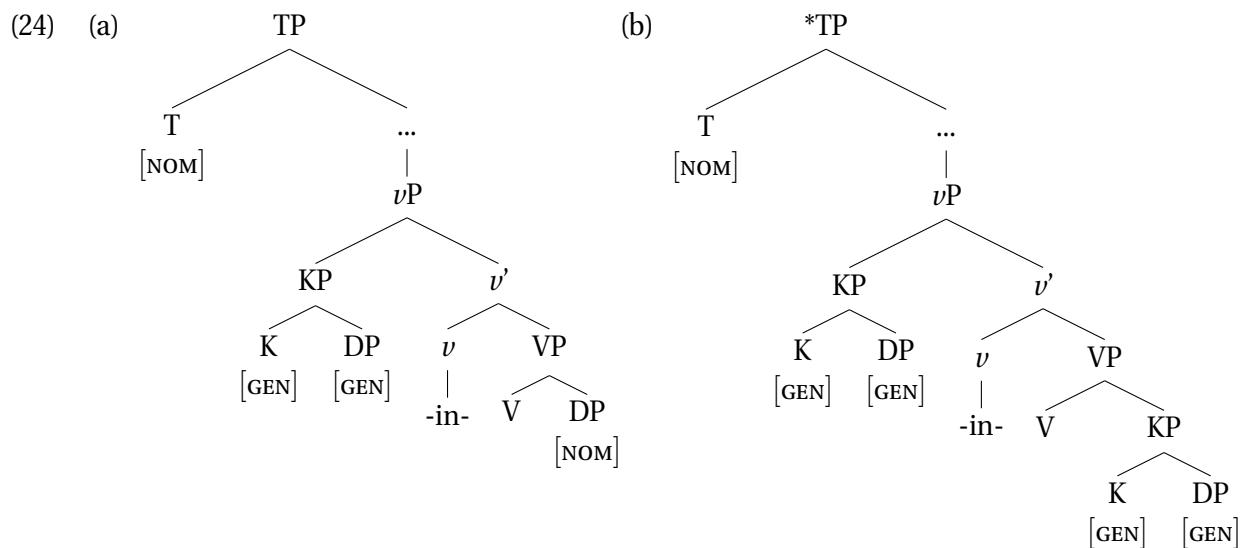 (24) (a) TP (b) *TP
T ... T ...
[NOM] [NOM]
vP vP
KP v’ KP v’
K DP v VP K DP v VP
[GEN] [GEN] -in- V DP [GEN] [GEN] -in- V KP
[NOM]
K DP
[GEN] [GEN]